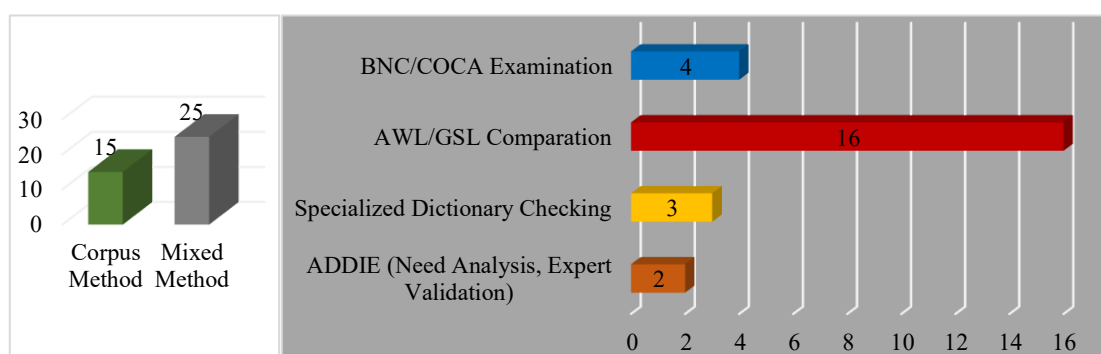 30
20
10
0
15
25
Corpus
Method
Mixed
Method
BNC/COCA Examination
4
AWL/GSL Comparation
16
Specialized Dictionary Checking
3
ADDIE (Need Analysis, Expert
Validation)
2
0 2 4 6 8 10 12 14 16